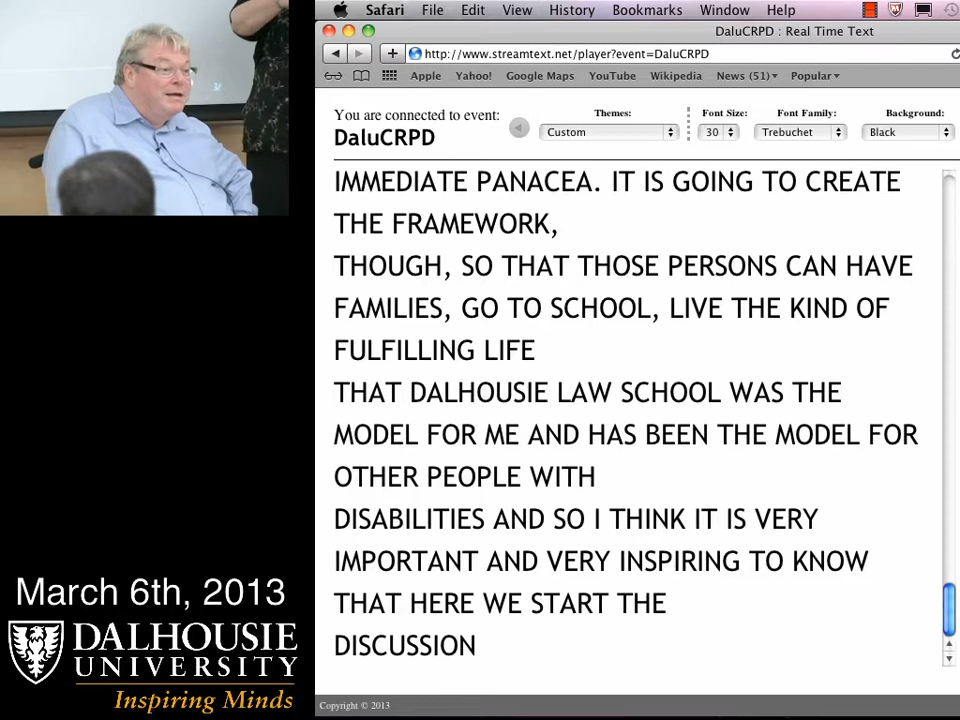 Safari File Edit View History Bookmarks Window Help
DaluCRPD : Real Time Text
http://www.streamtext.net/player?event=DaluCRPD
Apple Yahoo! Google Maps YouTube Wikipedia News (51) Popular
You are connected to event:
DaluCRPD
Themes: Font Size: Font Family: Background:
Custom 30 Trebuchet Black
IMMEDIATE PANACEA. IT IS GOING TO CREATE
THE FRAMEWORK,
THOUGH, SO THAT THOSE PERSONS CAN HAVE
FAMILIES, GO TO SCHOOL, LIVE THE KIND OF
FULFILLING LIFE
THAT DALHOUSIE LAW SCHOOL WAS THE
MODEL FOR ME AND HAS BEEN THE MODEL FOR
OTHER PEOPLE WITH
DISABILITIES AND SO I THINK IT IS VERY
IMPORTANT AND VERY INSPIRING TO KNOW
THAT HERE WE START THE
DISCUSSION
Copyright © 2013
March 6th, 2013
DALHOUSIE
UNIVERSITY
Inspiring Minds